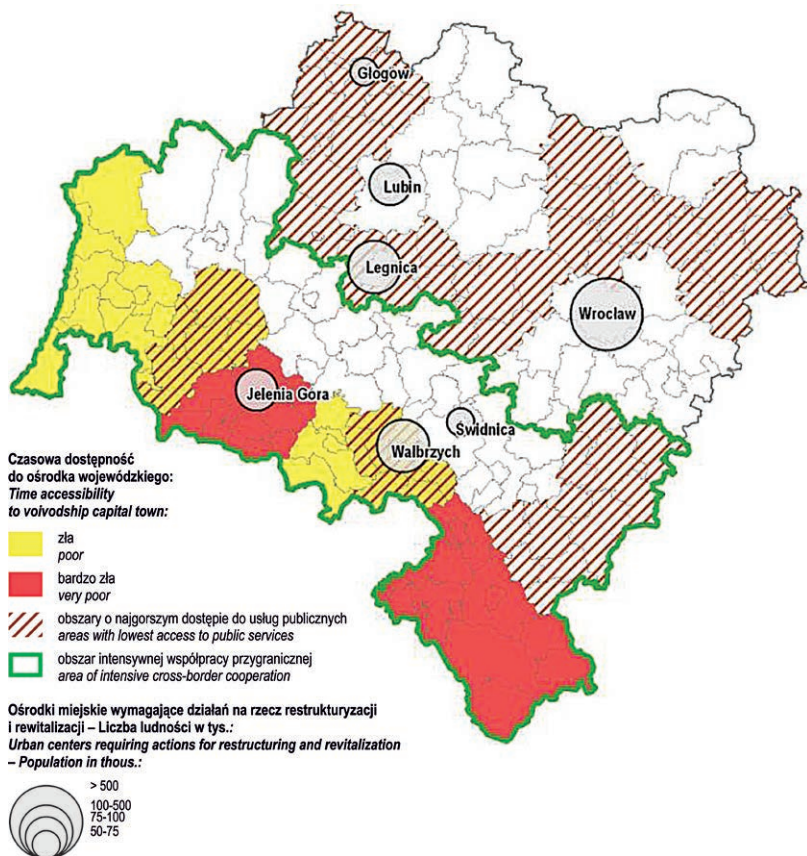 Głogów
Lubin
Legnica
Wrocław
Jelenia Góra
Świdnica
Wałbrzych
Czasowa dostępność
do ośrodka wojewódzkiego:
Time accessibility
to voivodship capital town:
zła
poor
bardzo zła
very poor
obszary o najgorszym dostępie do usług publicznych
areas with lowest access to public services
obszar intensywnej współpracy przygranicznej
area of intensive cross-border cooperation
Ośrodki miejskie wymagające działań na rzecz restrukturyzacji
i rewitalizacji – Liczba ludności w tys.:
Urban centers requiring actions for restructuring and revitalization
– Population in thous.:
> 500
100-500
75-100
50-75